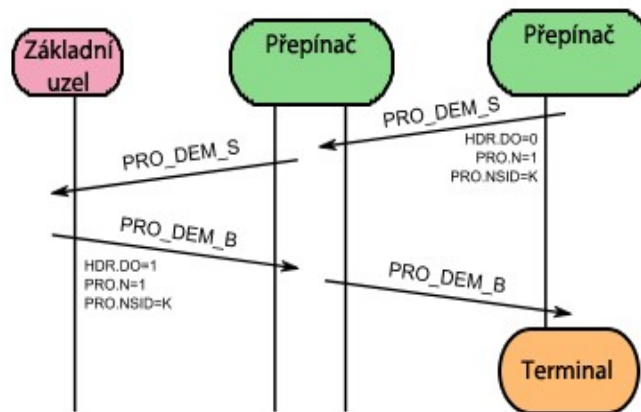 Základní
uzel
Přepínač
Přepínač
PRO_DEM_S
HDR.DO=0
PRO.N=1
PRO.NSID=K
PRO_DEM_S
PRO_DEM_B
HDR.DO=1
PRO.N=1
PRO.NSID=K
PRO_DEM_B
Terminal